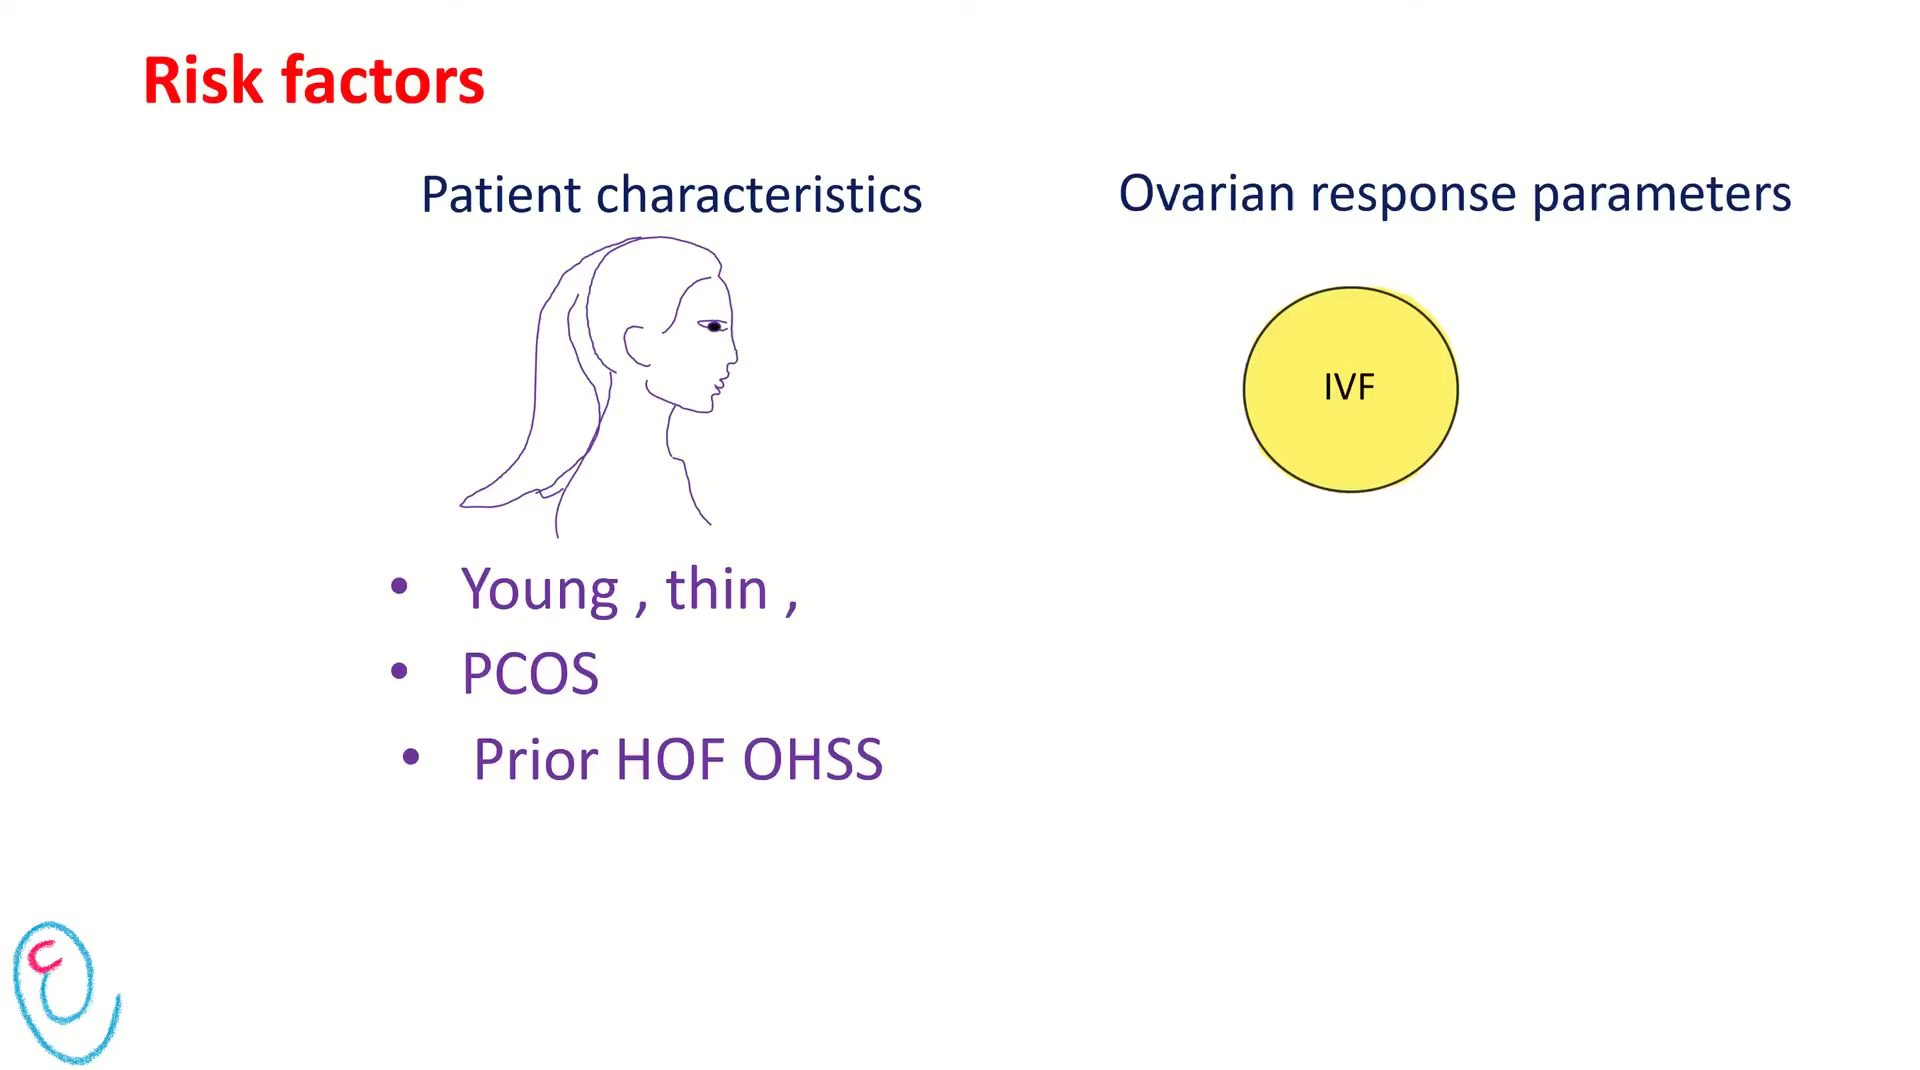 Risk factors
Patient characteristics
Ovarian response parameters
IVF
• Young , thin ,
• PCOS
• Prior HOF OHSS